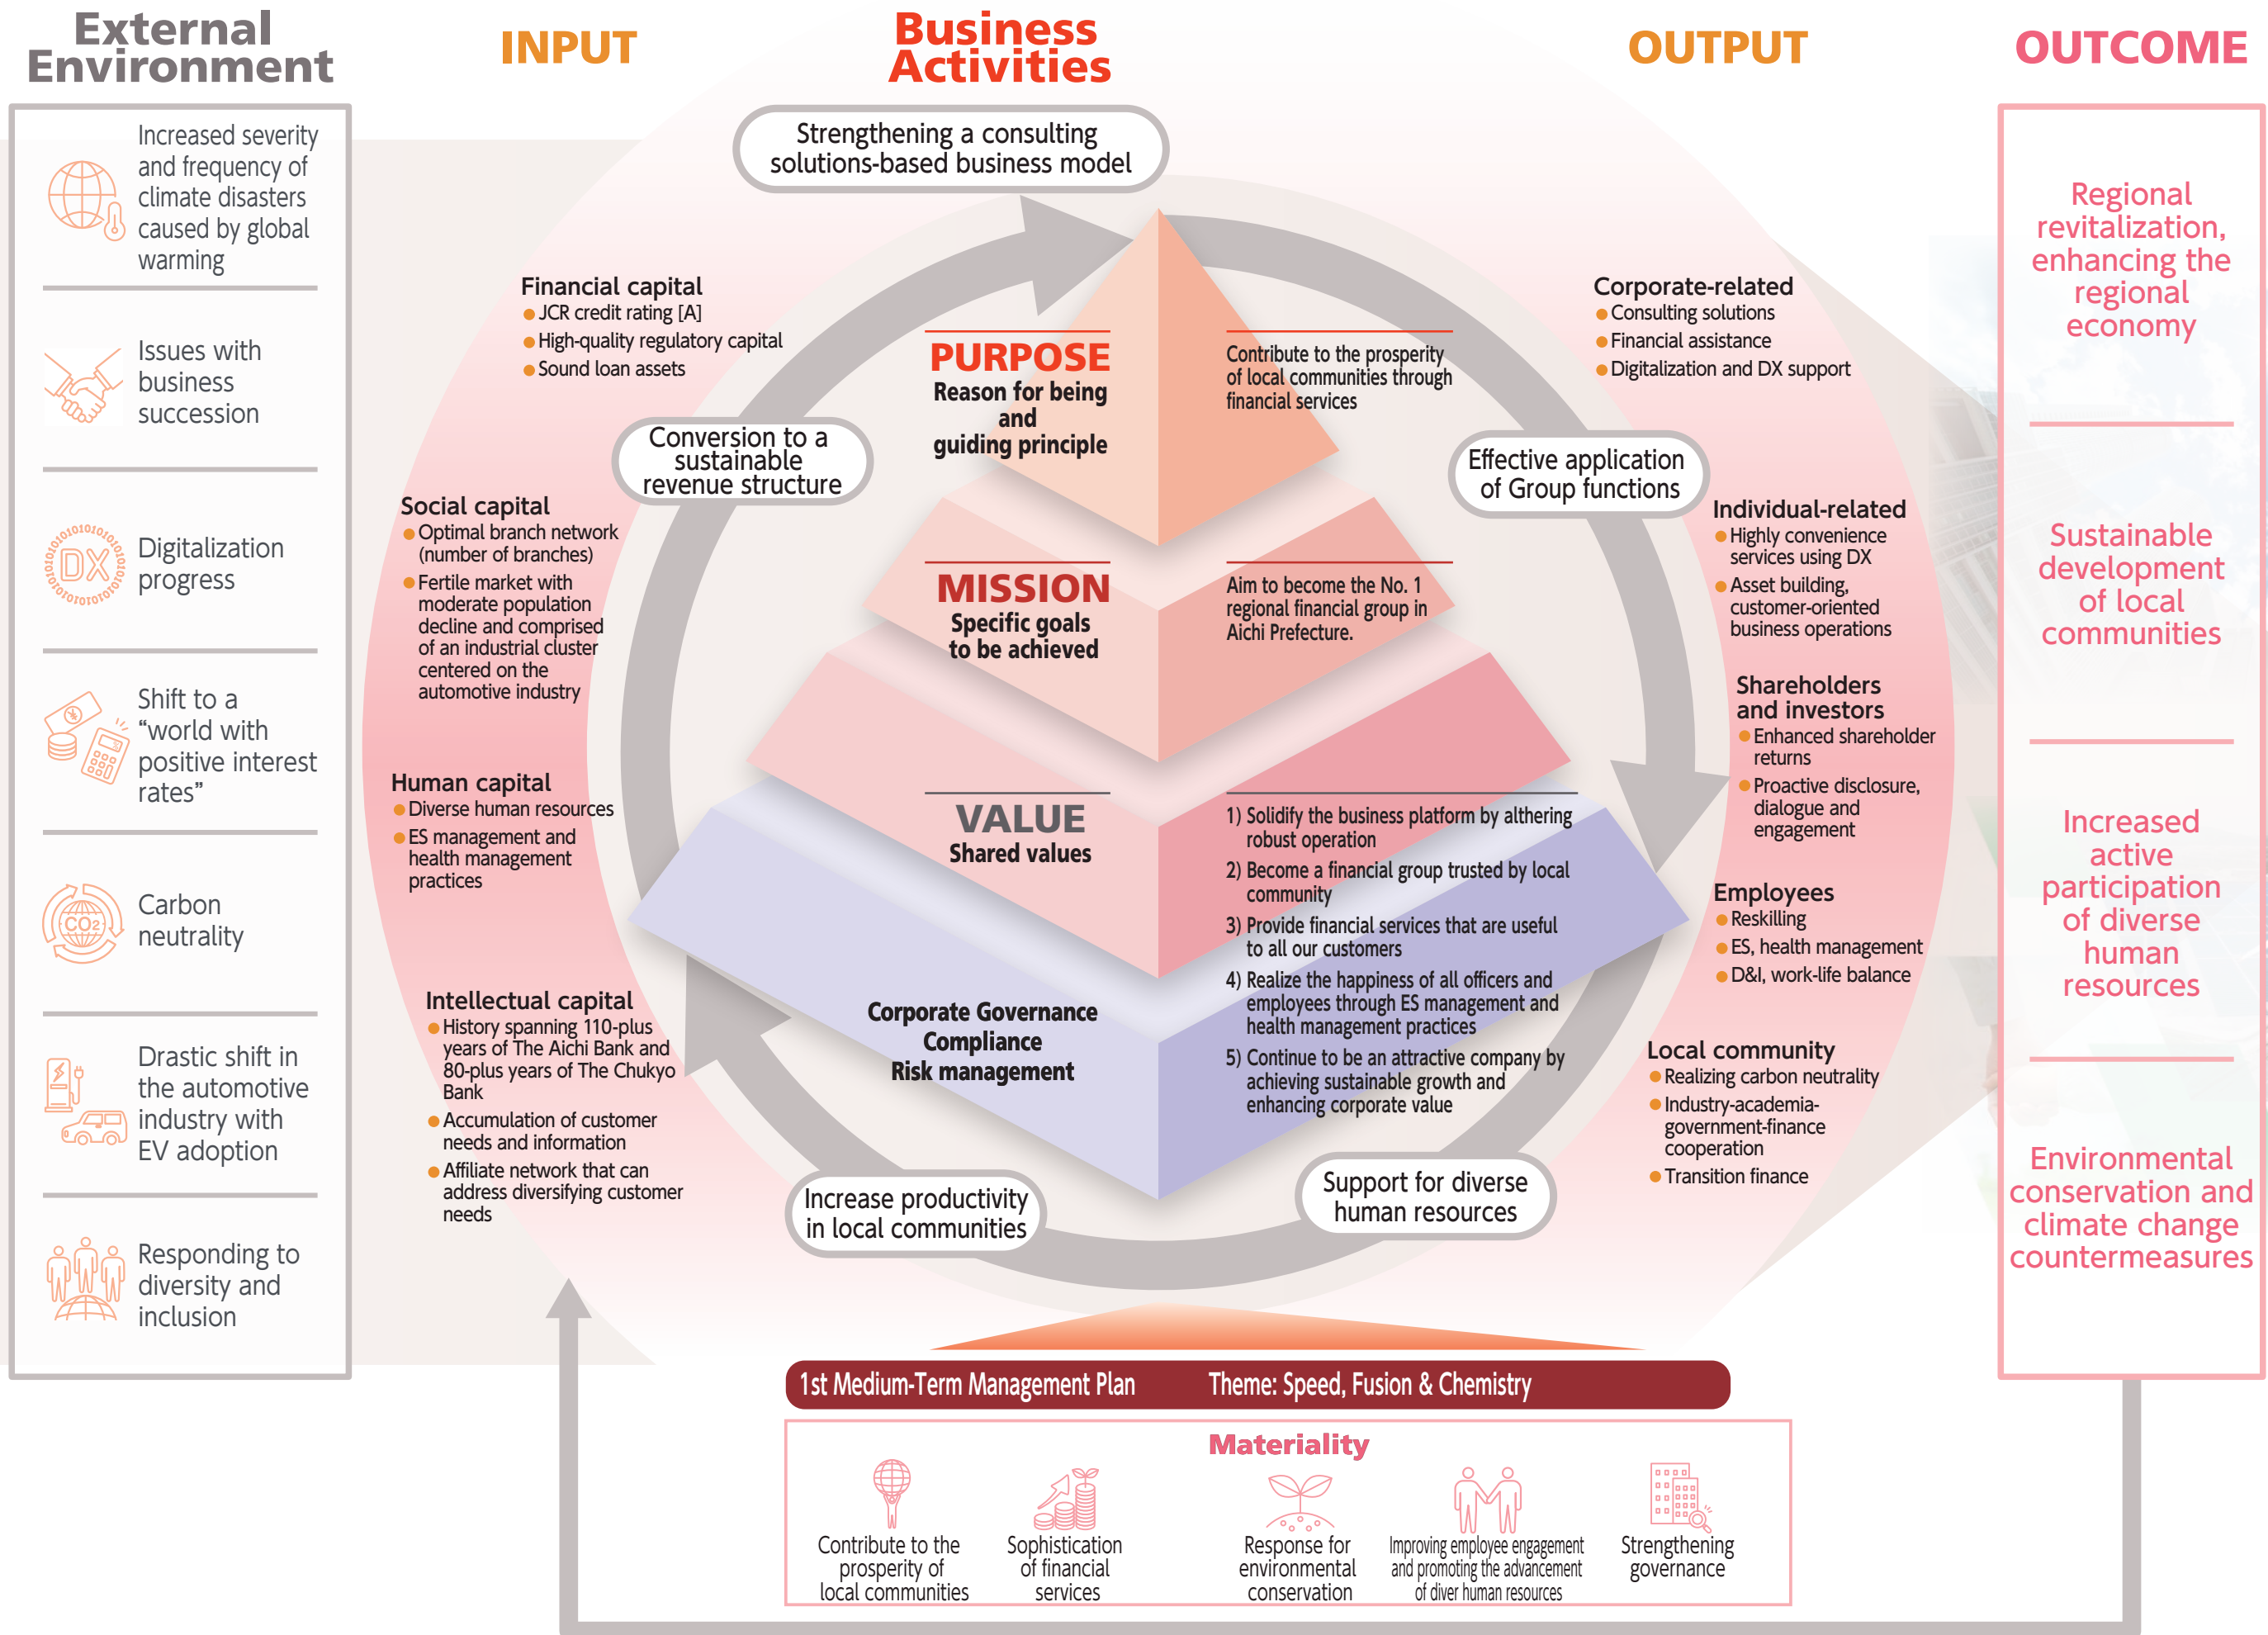 External
Environment
INPUT
Business
Activities
OUTPUT
OUTCOME
Increased severity
and frequency of
climate disasters
caused by global
warming
Issues with
business
succession
DX
Digitalization
progress
Shift to a
“world with
positive interest
rates”
CO2
Carbon
neutrality
Drastic shift in
the automotive
industry with
EV adoption
Responding to
diversity and
inclusion
Financial capital
● JCR credit rating [A]
● High-quality regulatory capital
● Sound loan assets
Social capital
● Optimal branch network
(number of branches)
● Fertile market with
moderate population
decline and comprised
of an industrial cluster
centered on the
automotive industry
Human capital
● Diverse human resources
● ES management and
health management
practices
Intellectual capital
● History spanning 110-plus
years of The Aichi Bank and
80-plus years of The Chukyo
Bank
● Accumulation of customer
needs and information
● Affiliate network that can
address diversifying customer
needs
Strengthening a consulting
solutions-based business model
Conversion to a
sustainable
revenue structure
Effective application
of Group functions
Increase productivity
in local communities
Support for diverse
human resources
PURPOSE
Reason for being
and
guiding principle
Contribute to the prosperity
of local communities through
financial services
MISSION
Specific goals
to be achieved
Aim to become the No. 1
regional financial group in
Aichi Prefecture.
VALUE
Shared values
1) Solidify the business platform by althering
robust operation
2) Become a financial group trusted by local
community
3) Provide financial services that are useful
to all our customers
4) Realize the happiness of all officers and
employees through ES management and
health management practices
5) Continue to be an attractive company by
achieving sustainable growth and
enhancing corporate value
Corporate Governance
Compliance
Risk management
Corporate-related
● Consulting solutions
● Financial assistance
● Digitalization and DX support
Individual-related
● Highly convenience
services using DX
● Asset building,
customer-oriented
business operations
Shareholders
and investors
● Enhanced shareholder
returns
● Proactive disclosure,
dialogue and
engagement
Employees
● Reskilling
● ES, health management
● D&I, work-life balance
Local community
● Realizing carbon neutrality
● Industry-academia-
government-finance
cooperation
● Transition finance
Regional
revitalization,
enhancing the
regional
economy
Sustainable
development
of local
communities
Increased
active
participation
of diverse
human
resources
Environmental
conservation and
climate change
countermeasures
1st Medium-Term Management Plan Theme: Speed, Fusion & Chemistry
Materiality
Contribute to the
prosperity of
local communities
Sophistication
of financial
services
Response for
environmental
conservation
Improving employee engagement
and promoting the advancement
of diver human resources
Strengthening
governance